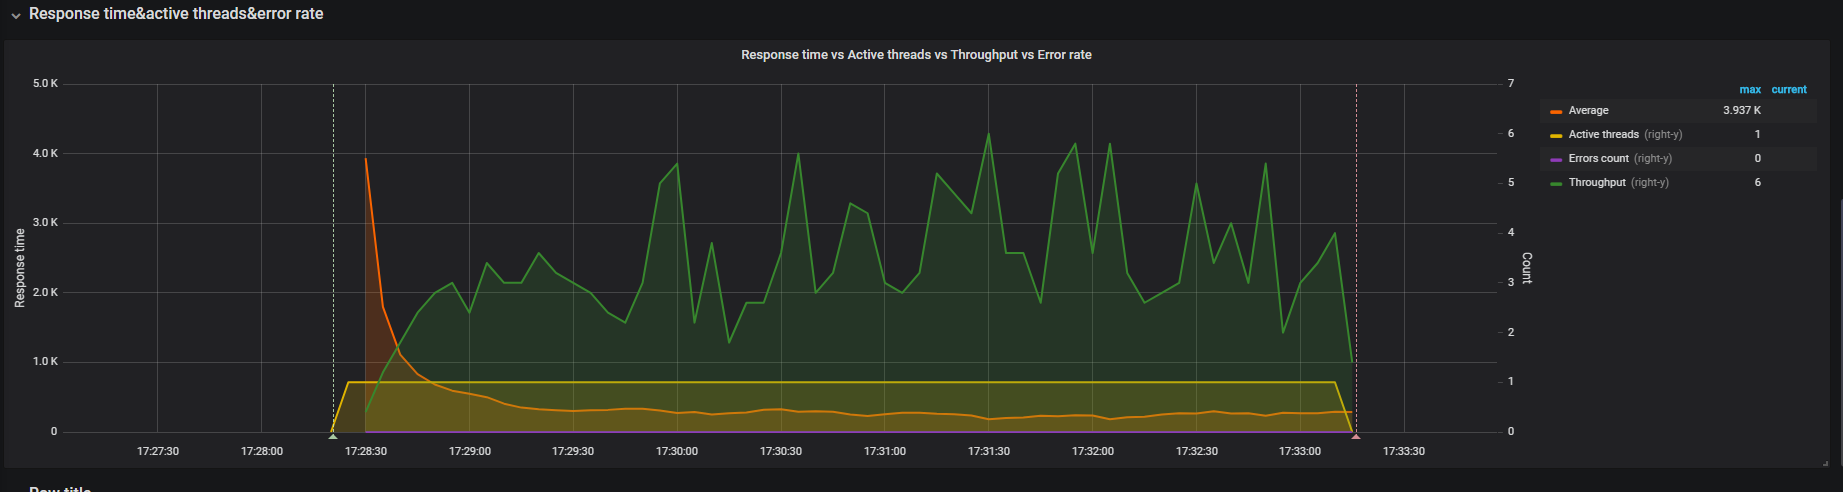 Response time&active threads&error rate
Response time vs Active threads vs Throughput vs Error rate
5.0 K
4.0 K
3.0 K
2.0 K
1.0 K
0
Response time
7
6
5
4
3
2
1
0
Count
17:27:30 17:28:00 17:28:30 17:29:00 17:29:30 17:30:00 17:30:30 17:31:00 17:31:30 17:32:00 17:32:30 17:33:00 17:33:30
max current
Average 3.937 K
Active threads (right-y) 1
Errors count (right-y) 0
Throughput (right-y) 6
Row title